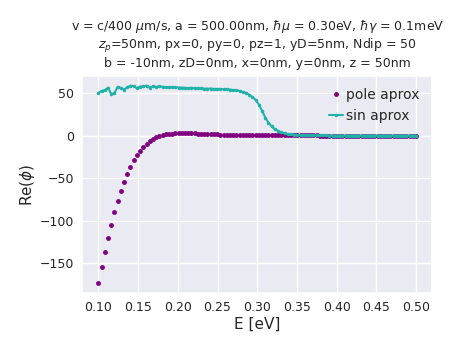 v = c/400 μm/s, a = 500.00nm, ℏμ = 0.30eV, ℏγ = 0.1meV
zₚ=50nm, px=0, py=0, pz=1, yD=5nm, Ndip = 50
b = -10nm, zD=0nm, x=0nm, y=0nm, z = 50nm
pole aprox
sin aprox
Re(ϕ)
50
0
−50
−100
−150
0.10 0.15 0.20 0.25 0.30 0.35 0.40 0.45 0.50
E [eV]